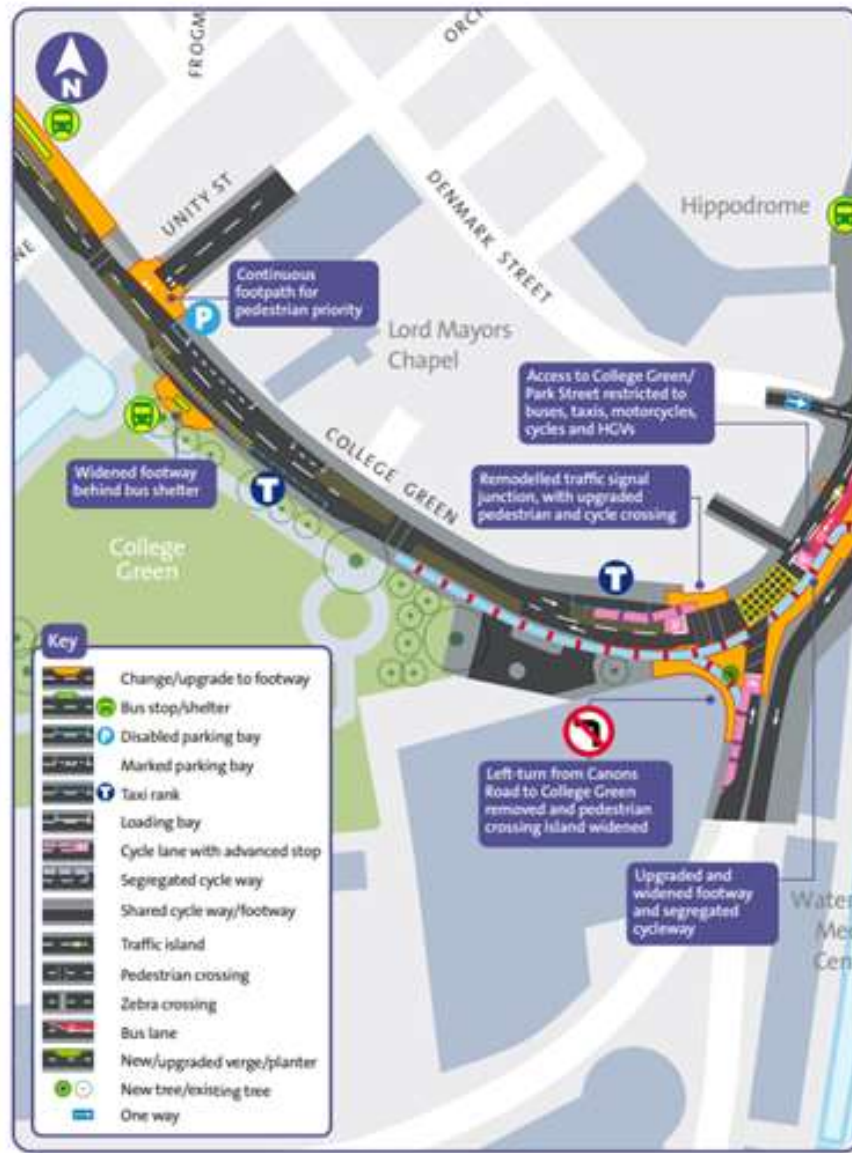 N
FROGM
ORCH
UNITY ST
DENMARK STREET
Hippodrome
NE
Continuous
footpath for
pedestrian priority
P
Lord Mayors
Chapel
Access to College Green/
Park Street restricted to
buses, taxis, motorcycles,
cycles and HGVs
Widened footway
behind bus shelter
T
COLLEGE GREEN
Remodelled traffic signal
junction, with upgraded
pedestrian and cycle crossing
College
Green
T
Left-turn from Canons
Road to College Green
removed and pedestrian
crossing Island widened
Upgraded and
widened footway
and segregated
cycleway
Water
Med
Cent
Key
Change/upgrade to footway
Bus stop/shelter
P Disabled parking bay
Marked parking bay
T Taxi rank
Loading bay
Cycle lane with advanced stop
Segregated cycle way
Shared cycle way/footway
Traffic island
Pedestrian crossing
Zebra crossing
Bus lane
New/upgraded verge/planter
New tree/existing tree
One way